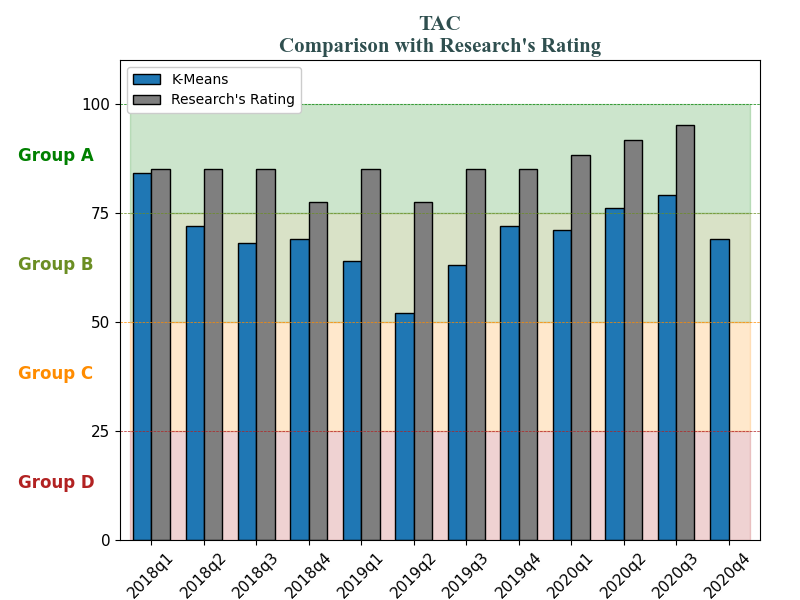 TAC
Comparison with Research's Rating
K-Means
Research's Rating
100
Group A
75
Group B
50
Group C
25
Group D
0
2018q1 2018q2 2018q3 2018q4 2019q1 2019q2 2019q3 2019q4 2020q1 2020q2 2020q3 2020q4